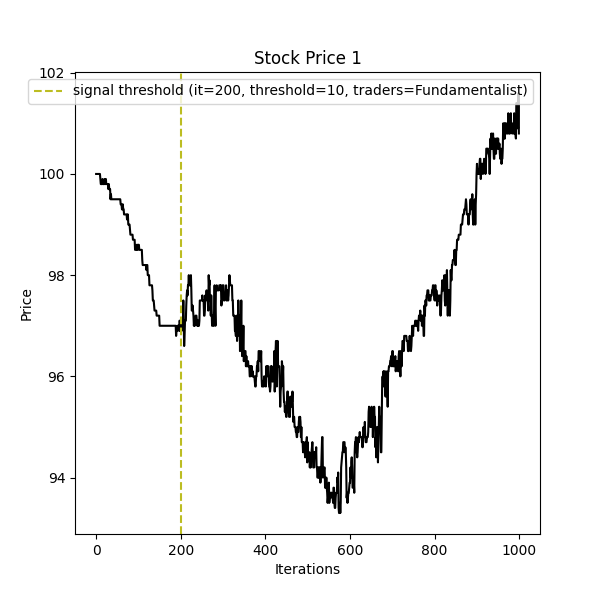 Stock Price 1
102
signal threshold (it=200, threshold=10, traders=Fundamentalist)
100
98
96
94
Price
0 200 400 600 800 1000
Iterations